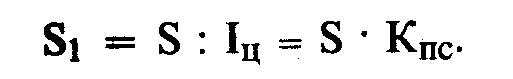 S₁ = S : Iц = S · Kпс.